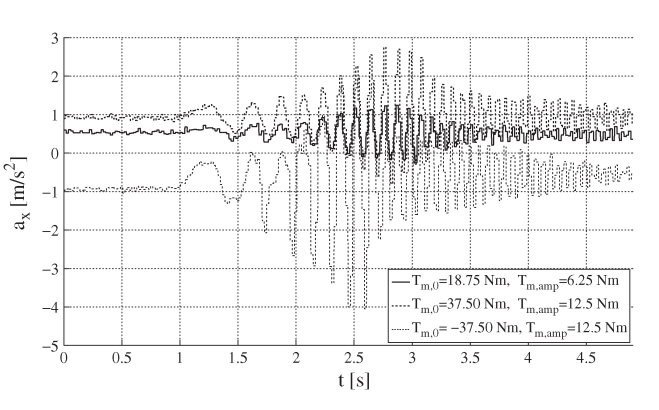 3
2
1
0
−1
−2
−3
−4
−5
a_x [m/s²]
T_m,0=18.75 Nm, T_m,amp=6.25 Nm
T_m,0=37.50 Nm, T_m,amp=12.5 Nm
T_m,0= −37.50 Nm, T_m,amp=12.5 Nm
0 0.5 1 1.5 2 2.5 3 3.5 4 4.5
t [s]